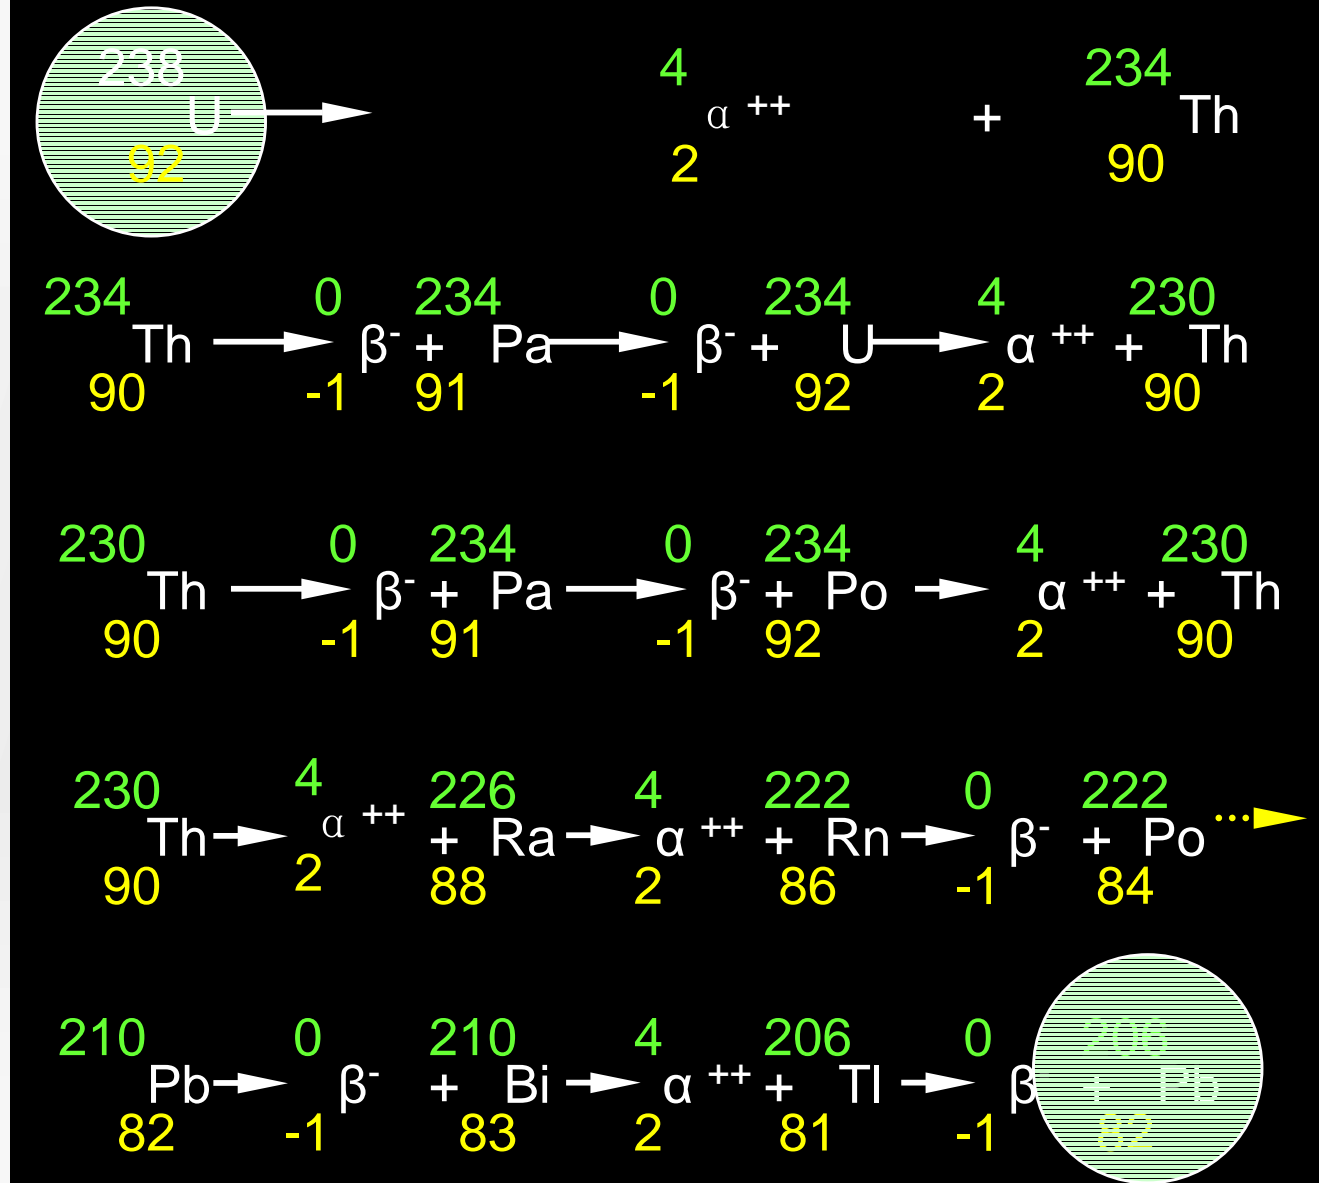 238 4 234
U α ++ + Th
92 2 90
234 0 234 0 234 4 230
Th β- + Pa β- + U α ++ + Th
90 -1 91 -1 92 2 90
230 0 234 0 234 4 230
Th β- + Pa β- + Po α ++ + Th
90 -1 91 -1 92 2 90
230 4 226 4 222 0 222
Th α ++ + Ra α ++ + Rn β- + Po ...
90 2 88 2 86 -1 84
210 0 210 4 206 0 206
Pb β- + Bi α ++ + Tl β + Pb
82 -1 83 2 81 -1 82